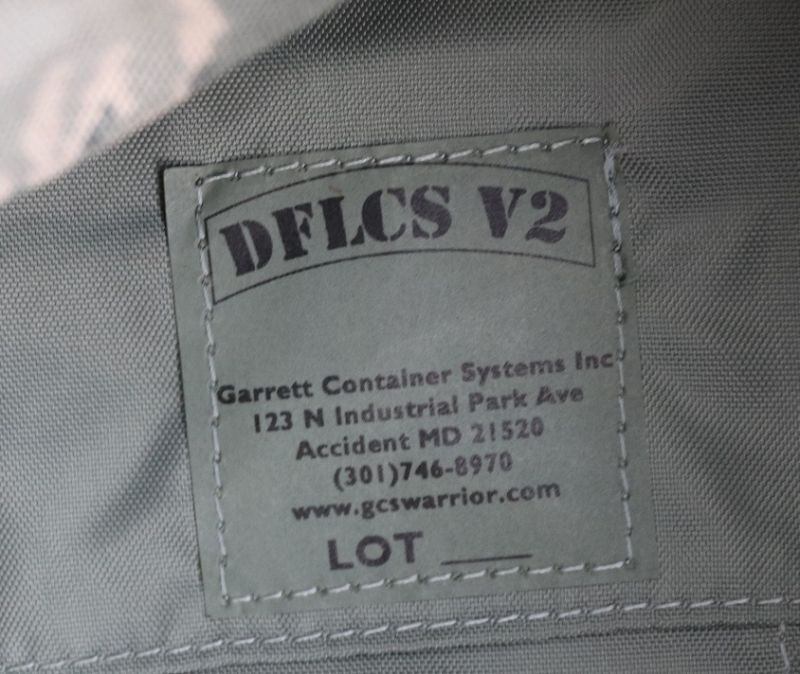 DFLCS V2
Garrett Container Systems Inc
123 N Industrial Park Ave
Accident MD 21520
(301)746-8970
www.gcswarrior.com
LOT ____